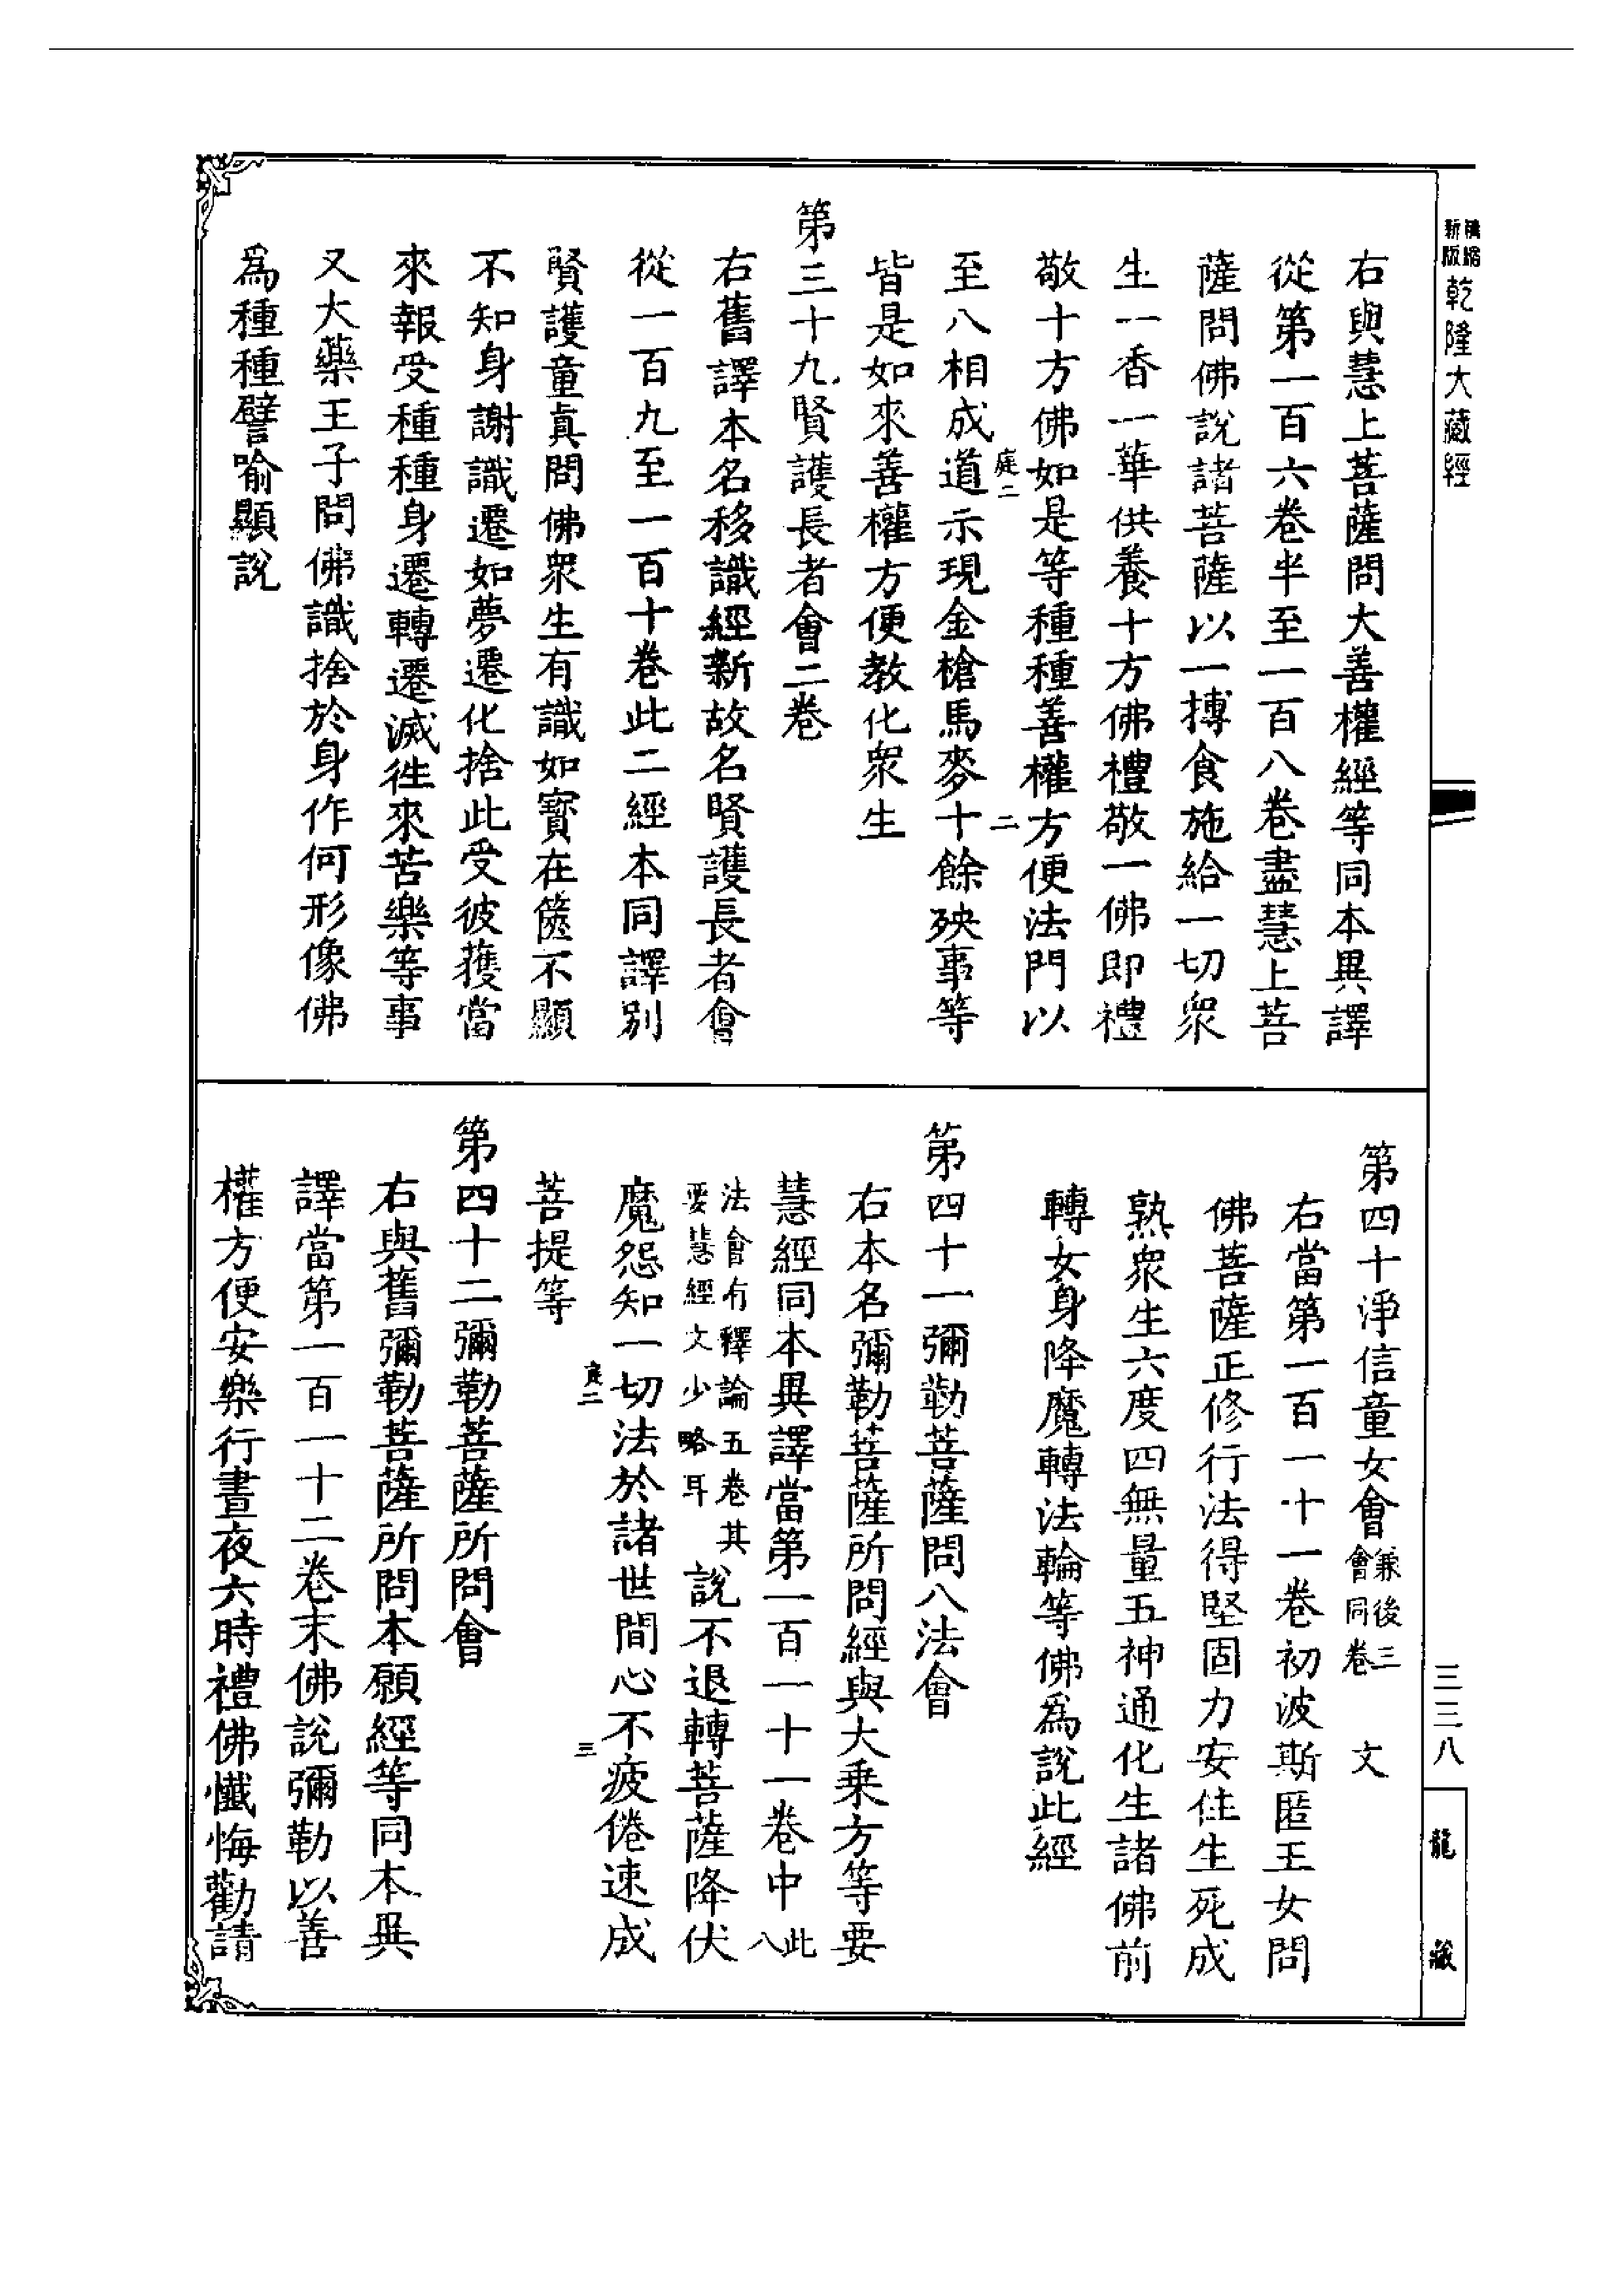 精縮
新版
乾隆大藏經
右與慧上菩薩問大善權經等同本異譯
從第一百六卷半至一百八卷盡慧上菩
薩問佛說諸菩薩以一摶食施給一切衆
生一香一華供養十方佛禮敬一佛即禮
敬十方佛如是等種種善權方便法門以
庭二 二
至八相成道示現金槍馬麥十餘殃事等
皆是如來善權方便教化衆生
第三十九賢護長者會二卷
右舊譯本名移識經新故名賢護長者會
從一百九至一百十卷此二經本同譯別
賢護童真問佛衆生有識如寶在篋不顯
不知身謝識遷如夢遷化捨此受彼獲當
來報受種種身遷轉遷滅徃來苦樂等事
又大藥王子問佛識捨於身作何形像佛
爲種種譬喻顯說
第四十淨信童女會兼後三會同卷 文
右當第一百一十一卷初波斯匿王女問
佛菩薩正修行法得堅固力安住生死成
熟衆生六度四無量五神通化生諸佛前
轉女身降魔轉法輪等佛爲說此經
第四十一彌勒菩薩問八法會
右本名彌勒菩薩所問經與大乗方等要
慧經同本異譯當第一百一十一卷中此八
法會有釋論五卷其要慧經文少略耳說不退轉菩薩降伏
魔怨知一切法於諸世間心不疲倦速成
庭二 三
菩提等
第四十二彌勒菩薩所問會
右與舊彌勒菩薩所問本願經等同本異
譯當第一百一十二卷末佛說彌勒以善
權方便安樂行晝夜六時禮佛懺悔勸請
三三八
龍藏